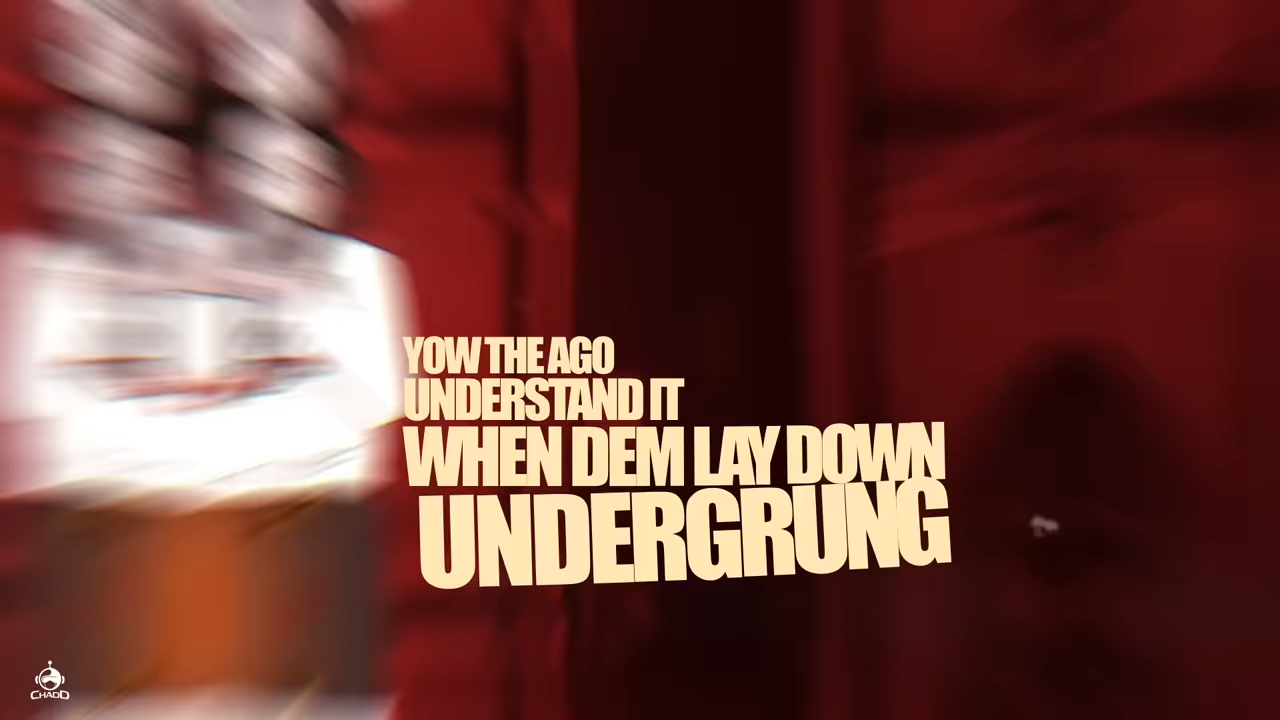 YOW THE AGO
UNDERSTAND IT
WHEN DEM LAY DOWN
UNDERGRUNG
CHADD